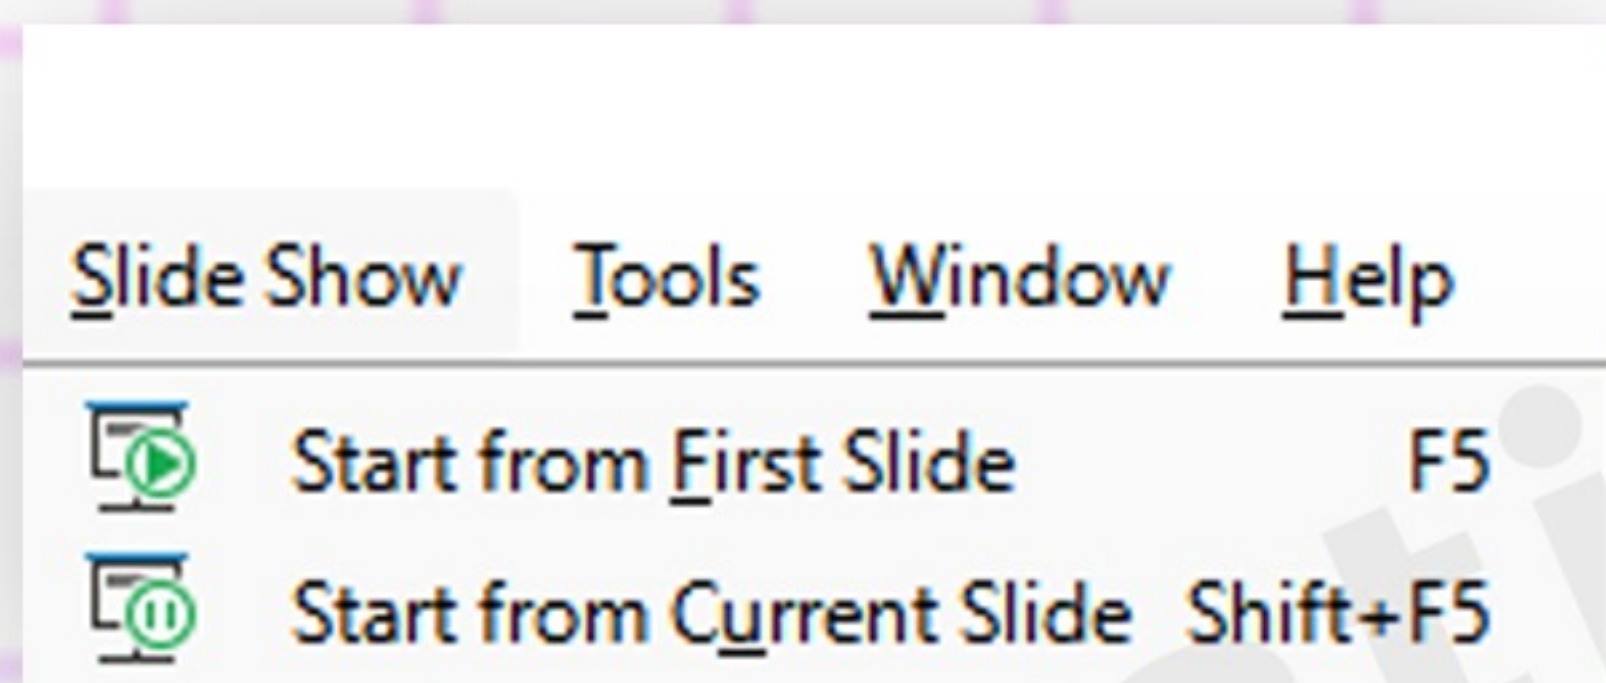 Slide Show Tools Window Help
Start from First Slide F5
Start from Current Slide Shift+F5